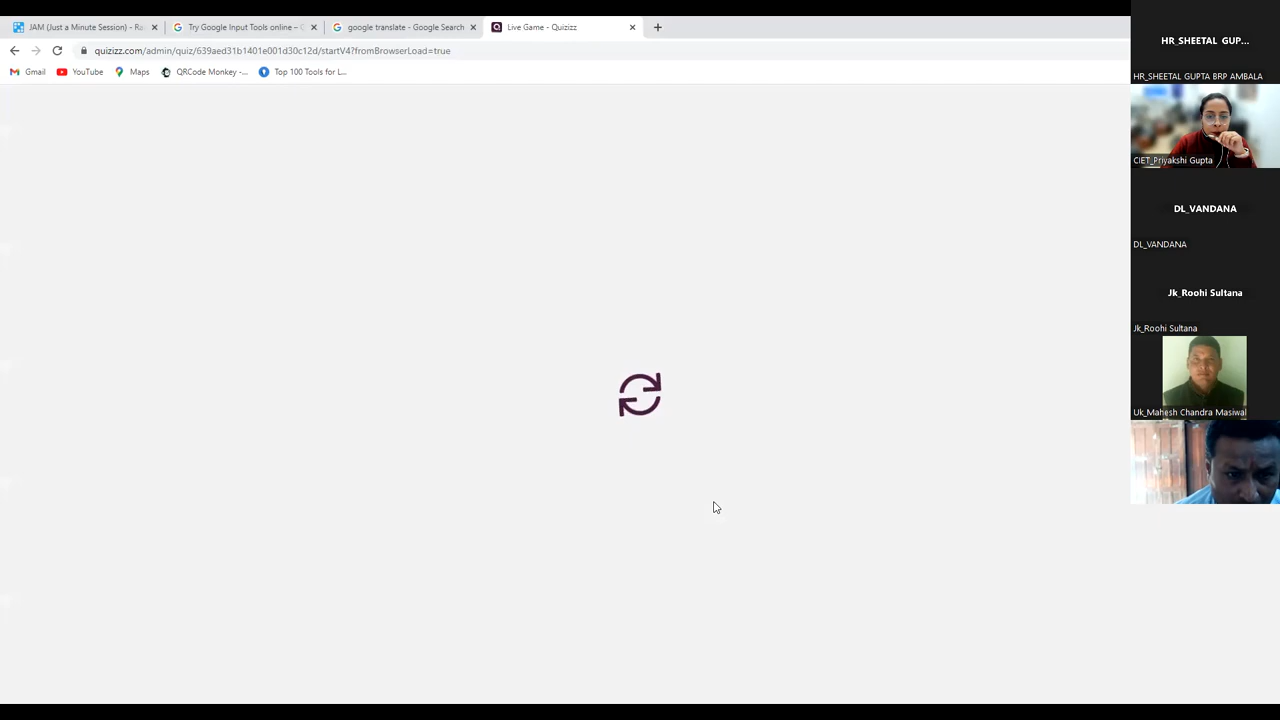 JAM (Just a Minute Session) - Ra
Try Google Input Tools online – G
google translate - Google Search
Live Game - Quizizz
quizizz.com/admin/quiz/639aed31b1401e001d30c12d/startV4?fromBrowserLoad=true
Gmail
YouTube
Maps
QRCode Monkey -...
Top 100 Tools for L...
HR_SHEETAL GUP...
HR_SHEETAL GUPTA BRP AMBALA
CIET_Priyakshi Gupta
DL_VANDANA
DL_VANDANA
Jk_Roohi Sultana
Jk_Roohi Sultana
Uk_Mahesh Chandra Masiwal